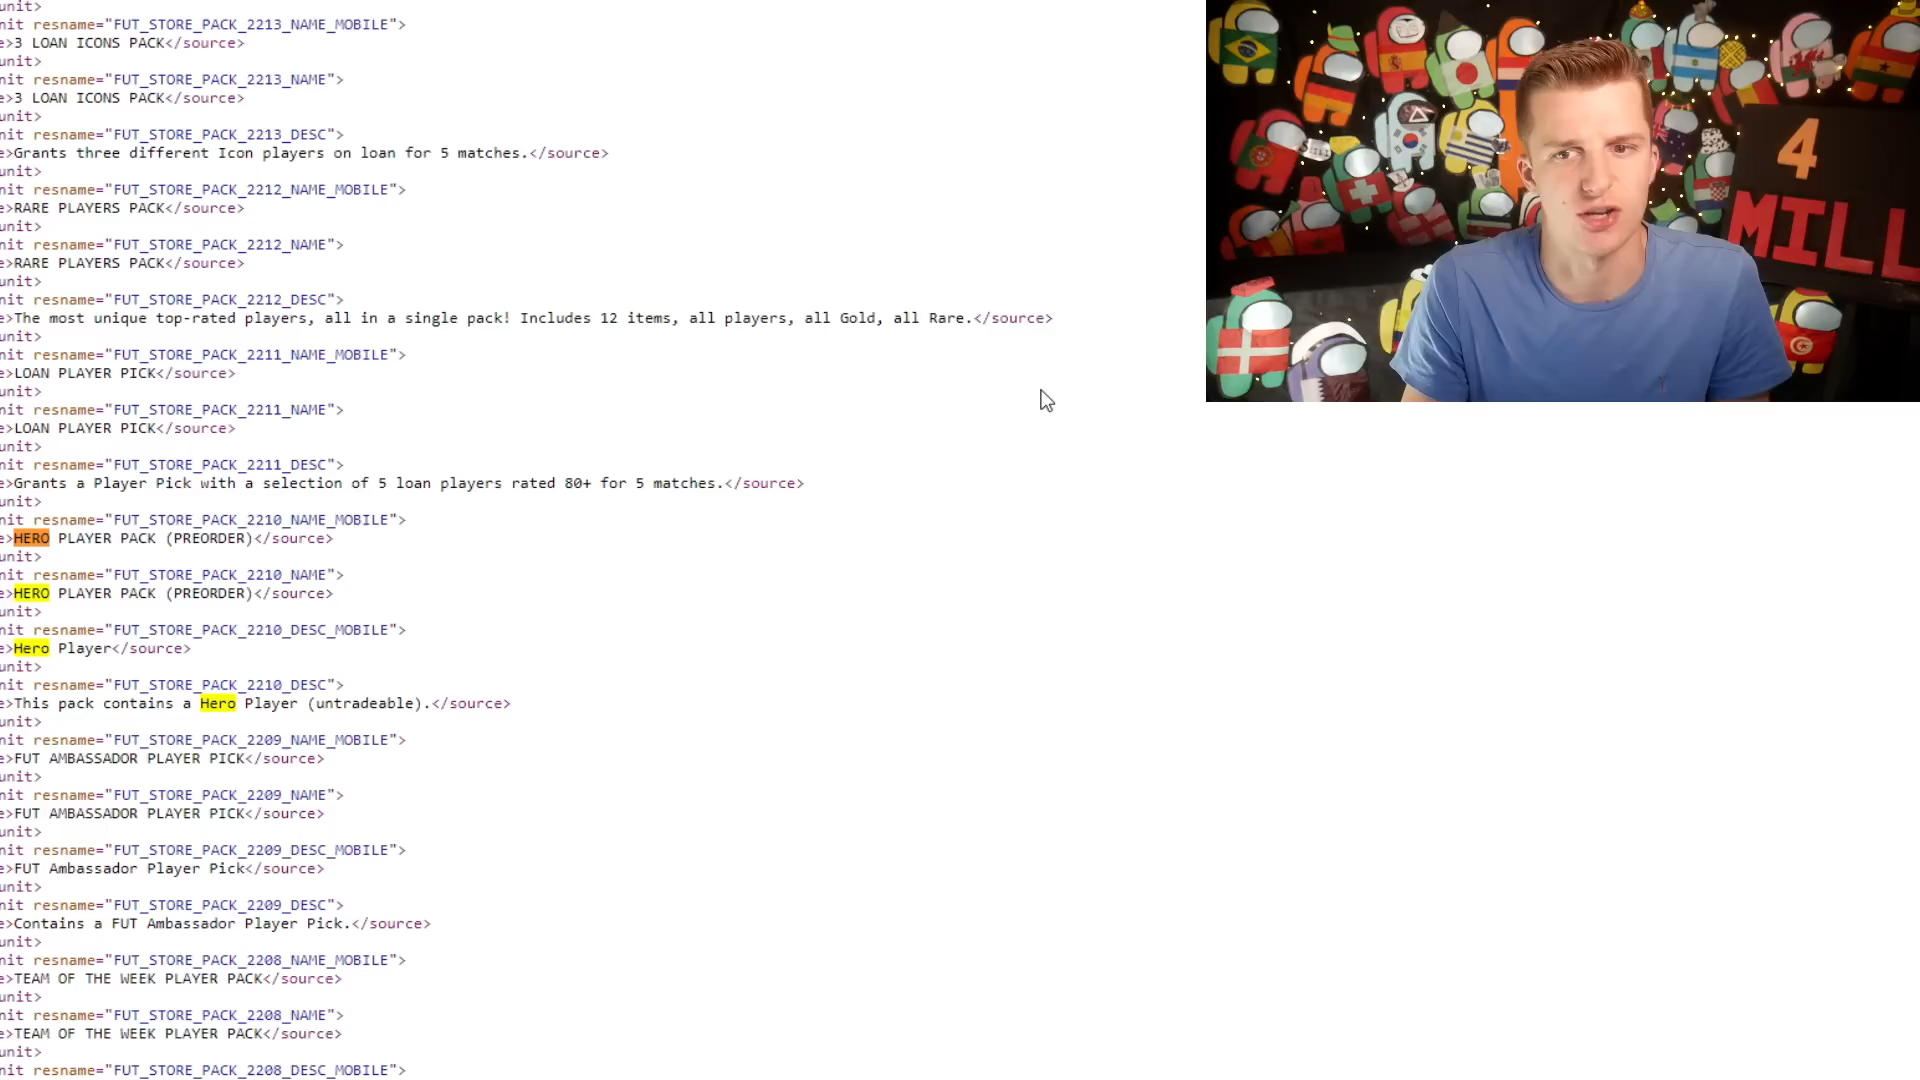 unit>
nit resname="FUT_STORE_PACK_2213_NAME_MOBILE">
e>3 LOAN ICONS PACK</source>
unit>
nit resname="FUT_STORE_PACK_2213_NAME">
e>3 LOAN ICONS PACK</source>
unit>
nit resname="FUT_STORE_PACK_2213_DESC">
e>Grants three different Icon players on loan for 5 matches.</source>
unit>
nit resname="FUT_STORE_PACK_2212_NAME_MOBILE">
e>RARE PLAYERS PACK</source>
unit>
nit resname="FUT_STORE_PACK_2212_NAME">
e>RARE PLAYERS PACK</source>
unit>
nit resname="FUT_STORE_PACK_2212_DESC">
e>The most unique top-rated players, all in a single pack! Includes 12 items, all players, all Gold, all Rare.</source>
unit>
nit resname="FUT_STORE_PACK_2211_NAME_MOBILE">
e>LOAN PLAYER PICK</source>
unit>
nit resname="FUT_STORE_PACK_2211_NAME">
e>LOAN PLAYER PICK</source>
unit>
nit resname="FUT_STORE_PACK_2211_DESC">
e>Grants a Player Pick with a selection of 5 loan players rated 80+ for 5 matches.</source>
unit>
nit resname="FUT_STORE_PACK_2210_NAME_MOBILE">
e>HERO PLAYER PACK (PREORDER)</source>
unit>
nit resname="FUT_STORE_PACK_2210_NAME">
e>HERO PLAYER PACK (PREORDER)</source>
unit>
nit resname="FUT_STORE_PACK_2210_DESC_MOBILE">
e>Hero Player</source>
unit>
nit resname="FUT_STORE_PACK_2210_DESC">
e>This pack contains a Hero Player (untradeable).</source>
unit>
nit resname="FUT_STORE_PACK_2209_NAME_MOBILE">
e>FUT AMBASSADOR PLAYER PICK</source>
unit>
nit resname="FUT_STORE_PACK_2209_NAME">
e>FUT AMBASSADOR PLAYER PICK</source>
unit>
nit resname="FUT_STORE_PACK_2209_DESC_MOBILE">
e>FUT Ambassador Player Pick</source>
unit>
nit resname="FUT_STORE_PACK_2209_DESC">
e>Contains a FUT Ambassador Player Pick.</source>
unit>
nit resname="FUT_STORE_PACK_2208_NAME_MOBILE">
e>TEAM OF THE WEEK PLAYER PACK</source>
unit>
nit resname="FUT_STORE_PACK_2208_NAME">
e>TEAM OF THE WEEK PLAYER PACK</source>
unit>
nit resname="FUT_STORE_PACK_2208_DESC_MOBILE">
4
MILL